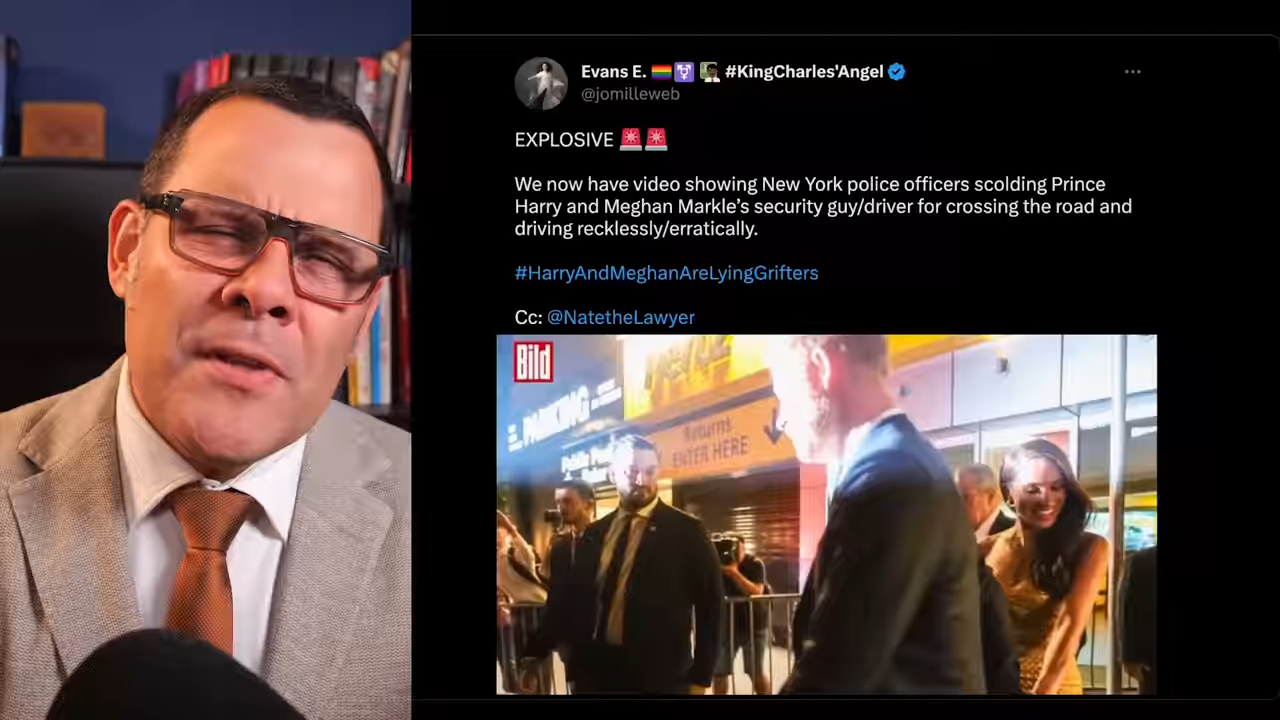 Evans E. 🏳️‍🌈⚧️ #KingCharles'Angel
@jomilleweb
EXPLOSIVE 🚨🚨
We now have video showing New York police officers scolding Prince
Harry and Meghan Markle’s security guy/driver for crossing the road and
driving recklessly/erratically.
#HarryAndMeghanAreLyingGrifters
Cc: @NatetheLawyer
Bild
PARKING
Returns
ENTER HERE